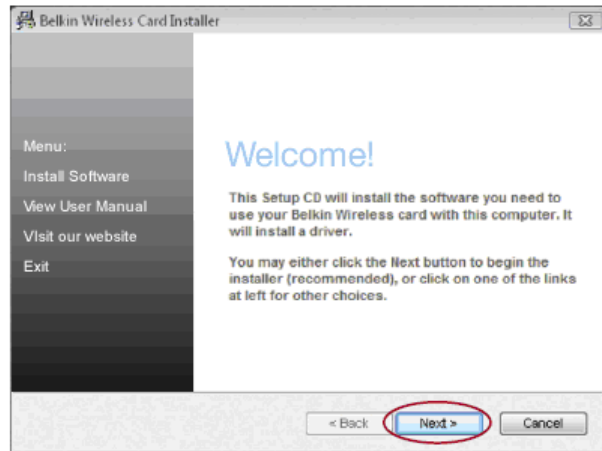 Belkin Wireless Card Installer
Menu:
Install Software
View User Manual
VIsit our website
Exit
Welcome!
This Setup CD will install the software you need to
use your Belkin Wireless card with this computer. It
will install a driver.
You may either click the Next button to begin the
installer (recommended), or click on one of the links
at left for other choices.
< Back
Next >
Cancel